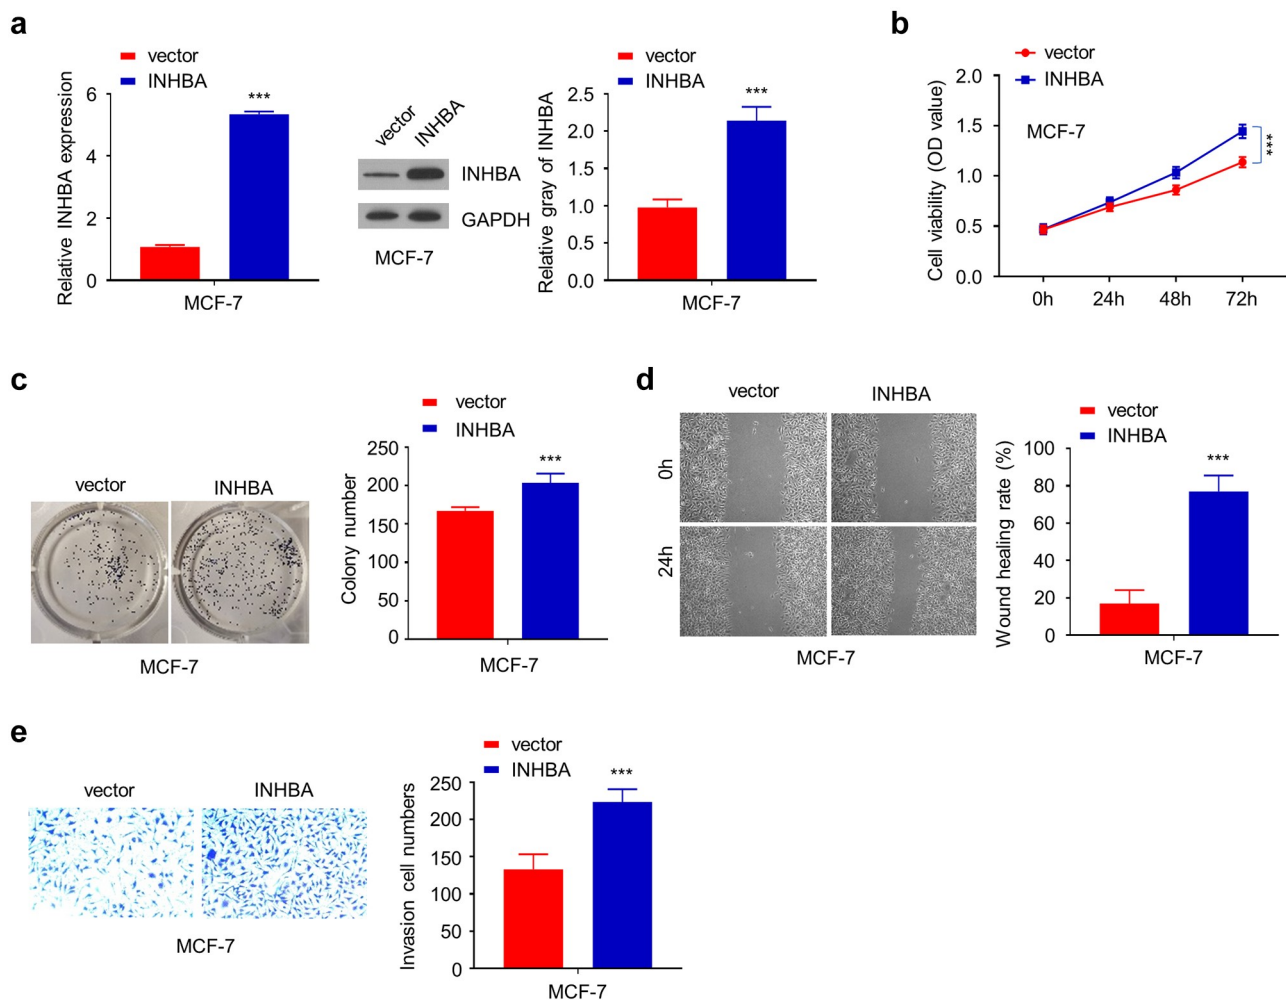 a
vector
INHBA
Relative INHBA expression
6
4
2
0
***
MCF-7
vector
INHBA
INHBA
GAPDH
MCF-7
vector
INHBA
Relative gray of INHBA
2.5
2.0
1.5
1.0
0.5
0.0
***
MCF-7
b
vector
INHBA
MCF-7
Cell viability (OD value)
2.0
1.5
1.0
0.5
0.0
***
0h
24h
48h
72h
c
vector
INHBA
MCF-7
vector
INHBA
Colony number
250
200
150
100
50
0
***
MCF-7
d
vector
INHBA
0h
24h
MCF-7
vector
INHBA
Wound healing rate (%)
100
80
60
40
20
0
***
MCF-7
e
vector
INHBA
MCF-7
vector
INHBA
Invasion cell numbers
250
200
150
100
50
0
***
MCF-7